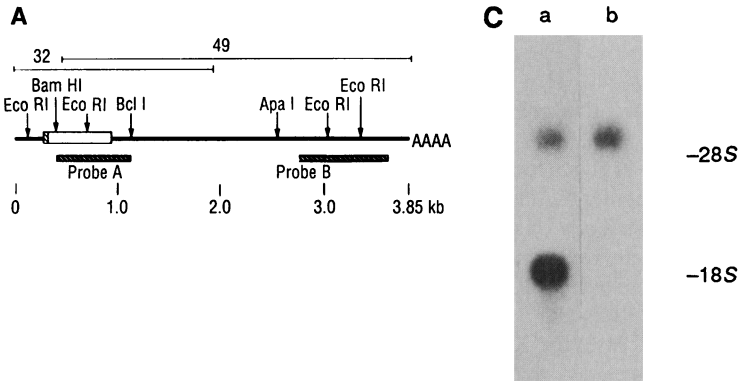 A
C
a b
49
32
Bam HI
Eco RI
Eco RI Eco RI Bcl I Apa I Eco RI
AAAA
Probe A Probe B
–28S
–18S
0 1.0 2.0 3.0 3.85 kb